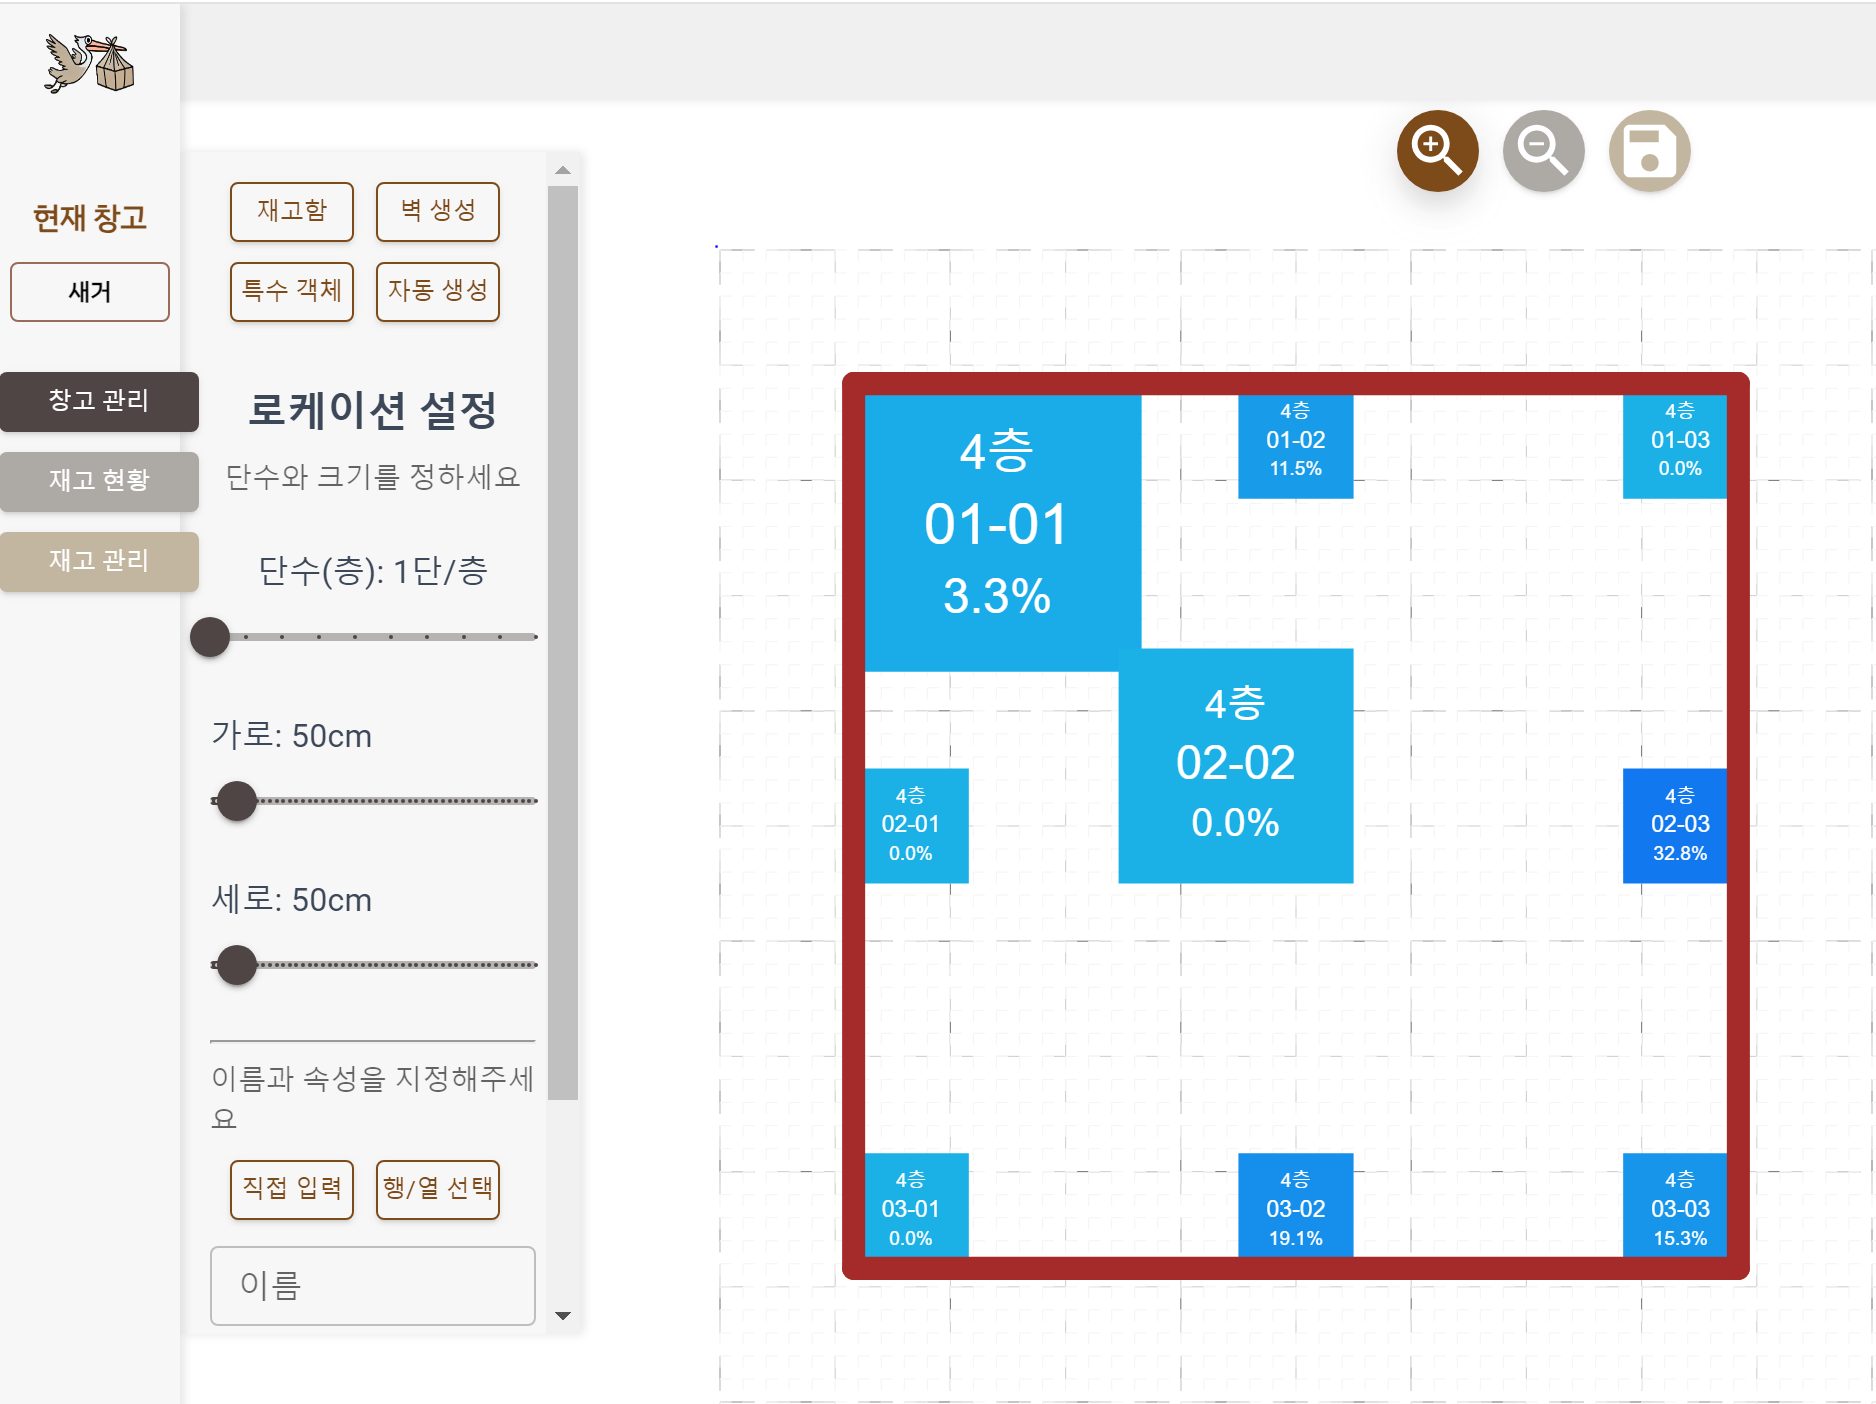 현재 창고
새거
창고 관리
재고 현황
재고 관리
재고함
벽 생성
특수 객체
자동 생성
로케이션 설정
단수와 크기를 정하세요
단수(층): 1단/층
가로: 50cm
세로: 50cm
이름과 속성을 지정해주세
요
직접 입력
행/열 선택
이름
4층
01-01
3.3%
4층
01-02
11.5%
4층
01-03
0.0%
4층
02-01
0.0%
4층
02-02
0.0%
4층
02-03
32.8%
4층
03-01
0.0%
4층
03-02
19.1%
4층
03-03
15.3%